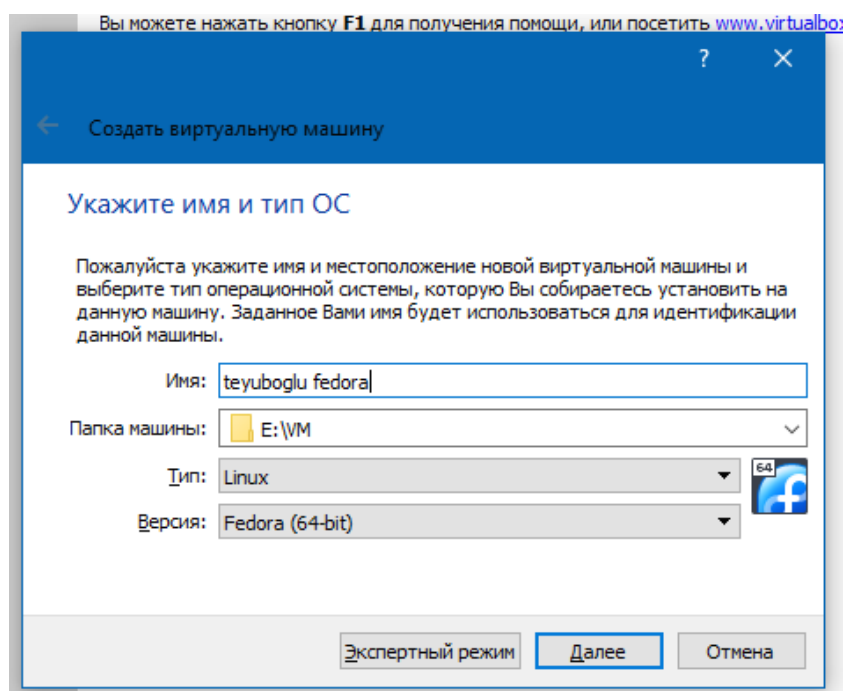 Вы можете нажать кнопку F1 для получения помощи, или посетить www.virtualbox
?
Создать виртуальную машину
Укажите имя и тип ОС
Пожалуйста укажите имя и местоположение новой виртуальной машины и
выберите тип операционной системы, которую Вы собираетесь установить на
данную машину. Заданное Вами имя будет использоваться для идентификации
данной машины.
Имя: teyuboglu fedora
Папка машины: E:\VM
Тип: Linux
64
Версия: Fedora (64-bit)
Экспертный режим Далее Отмена